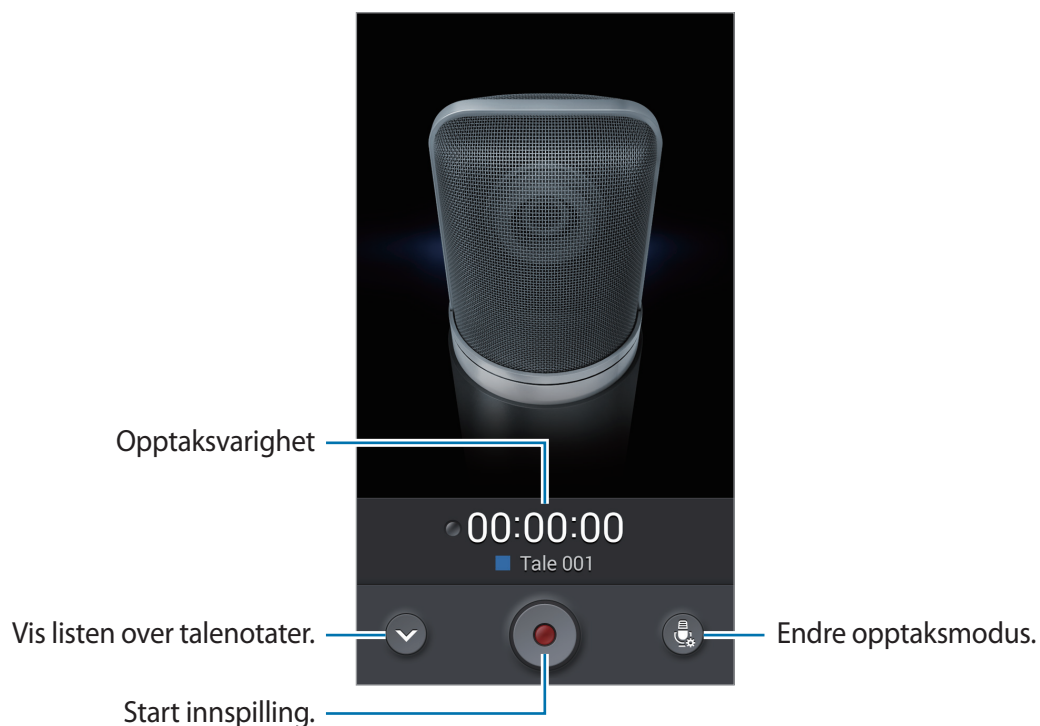 Opptaksvarighet
00:00:00
Tale 001
Vis listen over talenotater.
Endre opptaksmodus.
Start innspilling.